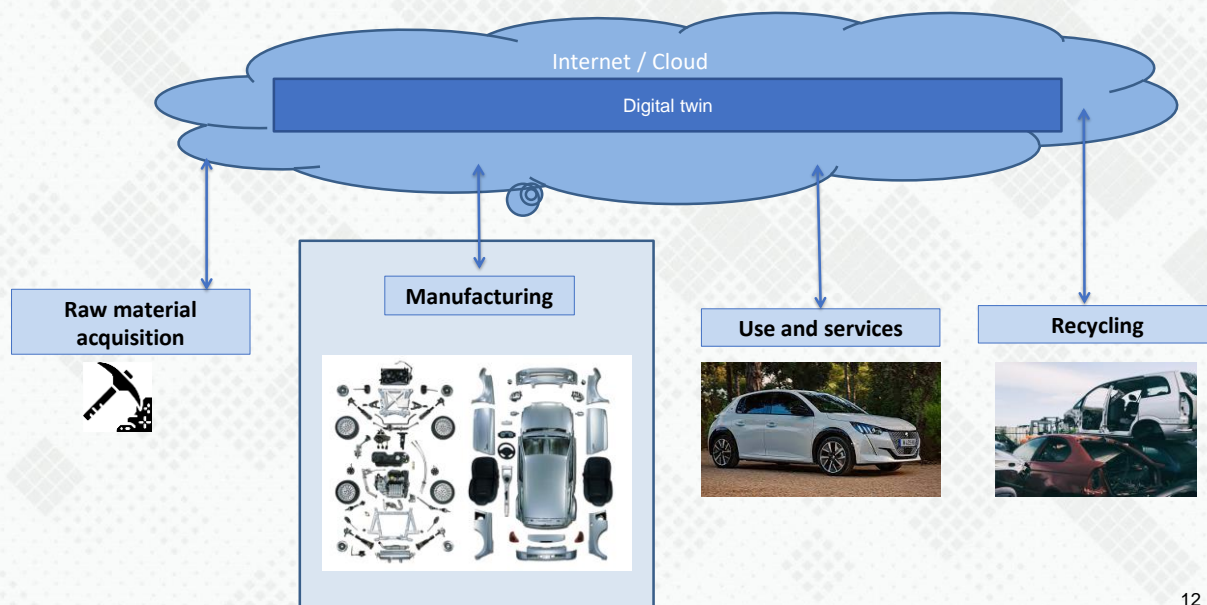 Internet / Cloud
Digital twin
Raw material
acquisition
Manufacturing
Use and services
Recycling
12